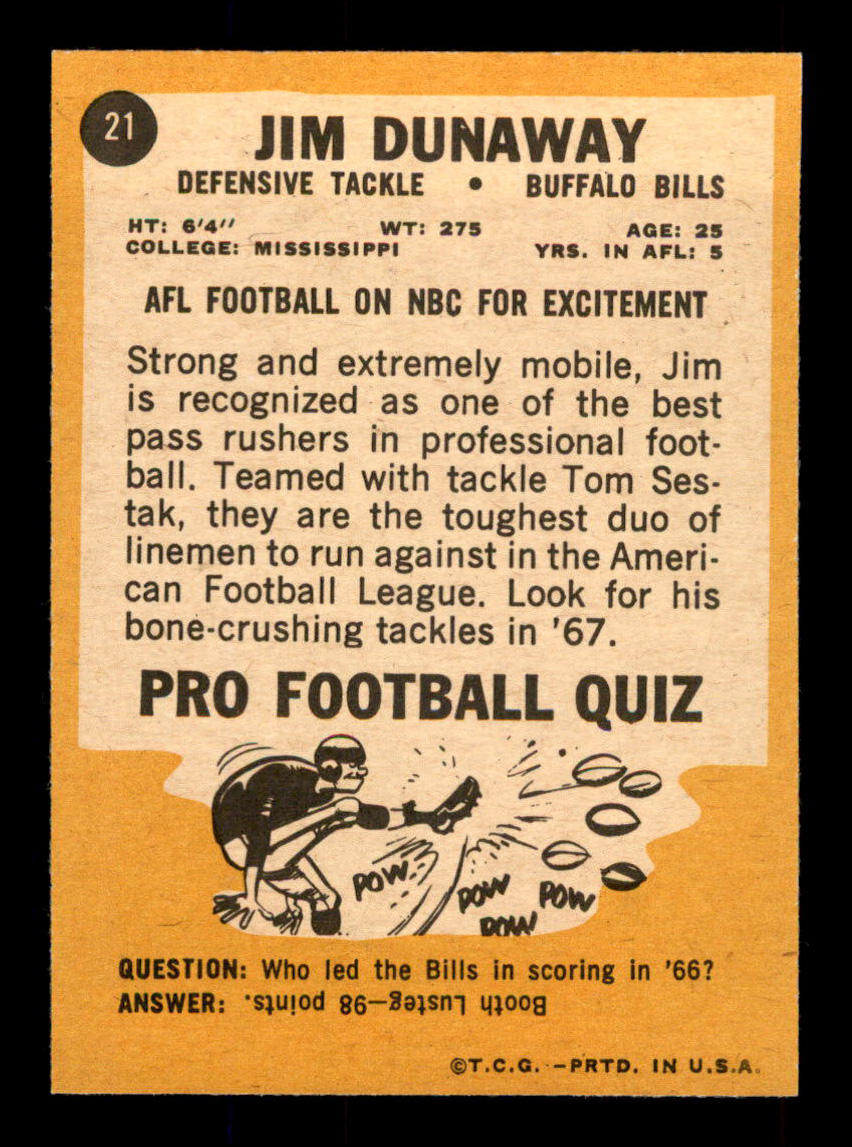 21
JIM DUNAWAY
DEFENSIVE TACKLE • BUFFALO BILLS
HT: 6'4'' WT: 275 AGE: 25
COLLEGE: MISSISSIPPI YRS. IN AFL: 5
AFL FOOTBALL ON NBC FOR EXCITEMENT
Strong and extremely mobile, Jim
is recognized as one of the best
pass rushers in professional foot-
ball. Teamed with tackle Tom Ses-
tak, they are the toughest duo of
linemen to run against in the Ameri-
can Football League. Look for his
bone-crushing tackles in '67.
PRO FOOTBALL QUIZ
POW
POW
POW
POW
QUESTION: Who led the Bills in scoring in '66?
ANSWER: Booth Lusteg—98 points.
©T.C.G.—PRTD. IN U.S.A.